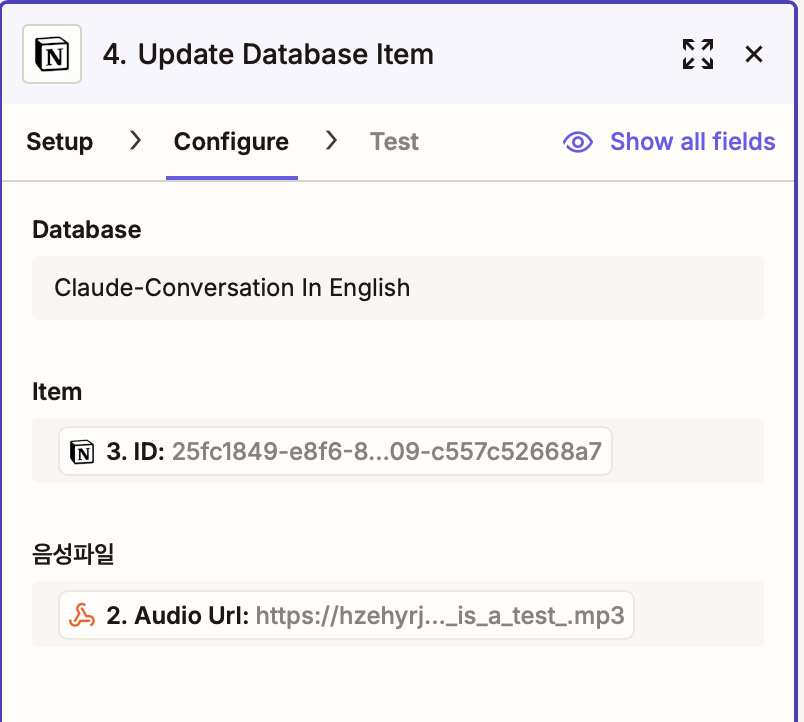 4. Update Database Item
Setup > Configure > Test Show all fields
Database
Claude-Conversation In English
Item
3. ID: 25fc1849-e8f6-8...09-c557c52668a7
음성파일
2. Audio Url: https://hzehyrj..._is_a_test_.mp3